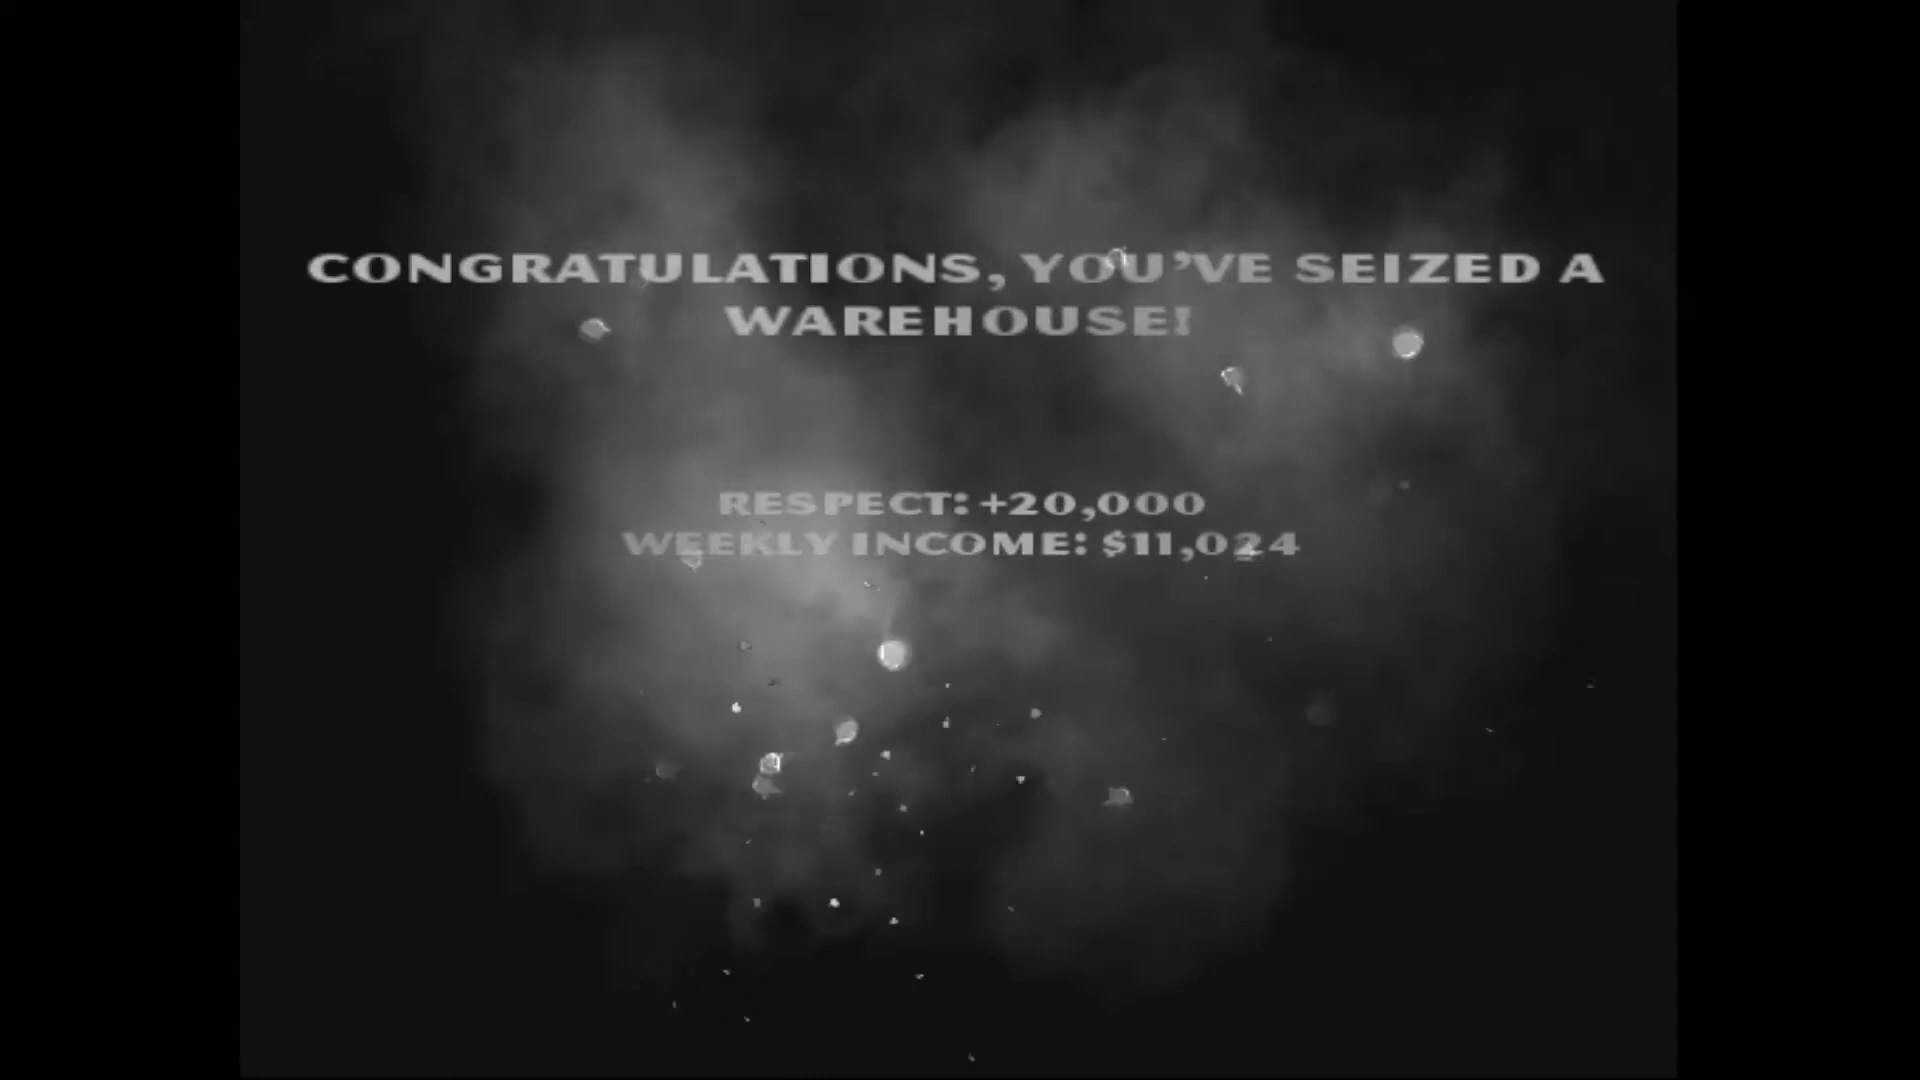 CONGRATULATIONS, YOU'VE SEIZED A
WAREHOUSE!
RESPECT: +20,000
WEEKLY INCOME: $11,024